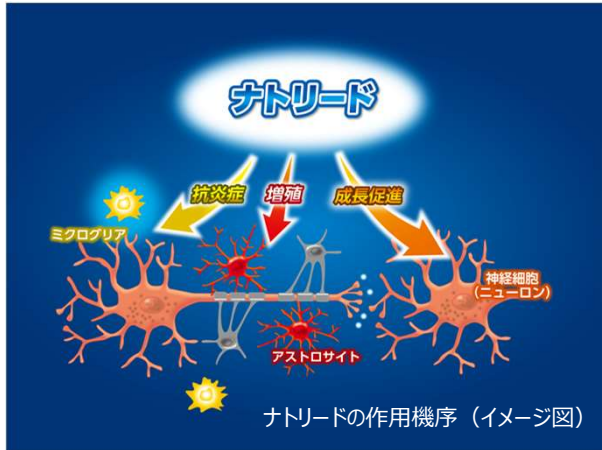 ナトリード
抗炎症
増殖
成長促進
ミクログリア
神経細胞
(ニューロン)
アストロサイト
ナトリードの作用機序（イメージ図）